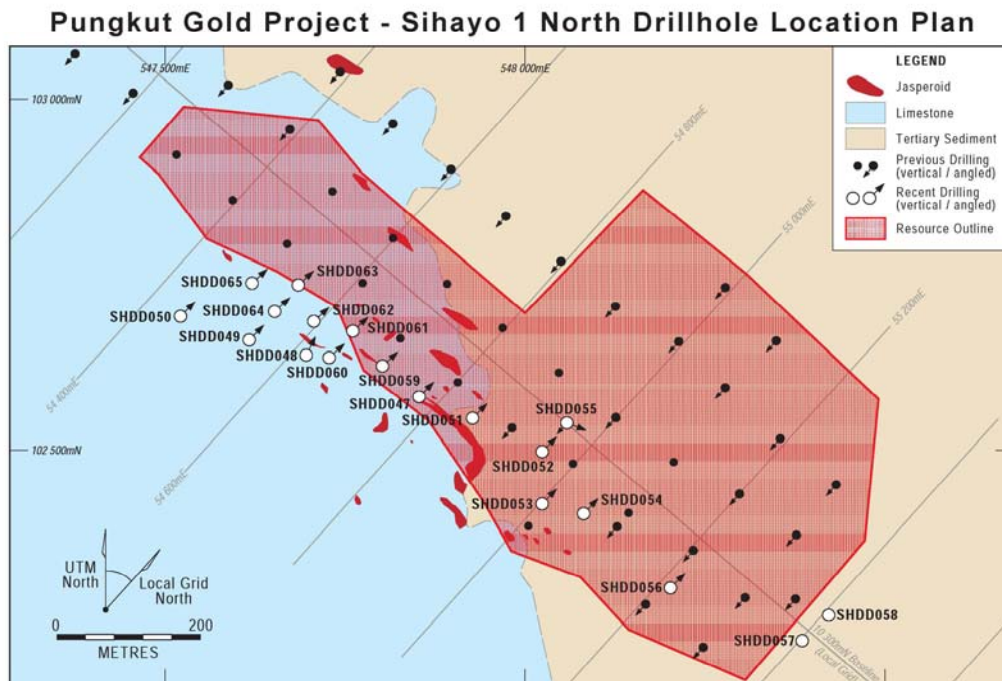 Pungkut Gold Project - Sihayo 1 North Drillhole Location Plan
547 500mE
548 000mE
103 000mN
54 800mE
LEGEND
Jasperoid
Limestone
Tertiary Sediment
Previous Drilling
(vertical / angled)
Recent Drilling
(vertical / angled)
Resource Outline
55 000mE
55 200mE
SHDD065
SHDD063
SHDD050
SHDD064
SHDD062
SHDD049
SHDD061
SHDD048
SHDD060
SHDD059
SHDD047
SHDD051
SHDD055
54 400mE
102 500mN
SHDD052
54 600mE
SHDD053
SHDD054
UTM
North
Local Grid
North
SHDD056
SHDD058
SHDD057
10 300mN Baseline
(Local Grid)
0 200
METRES